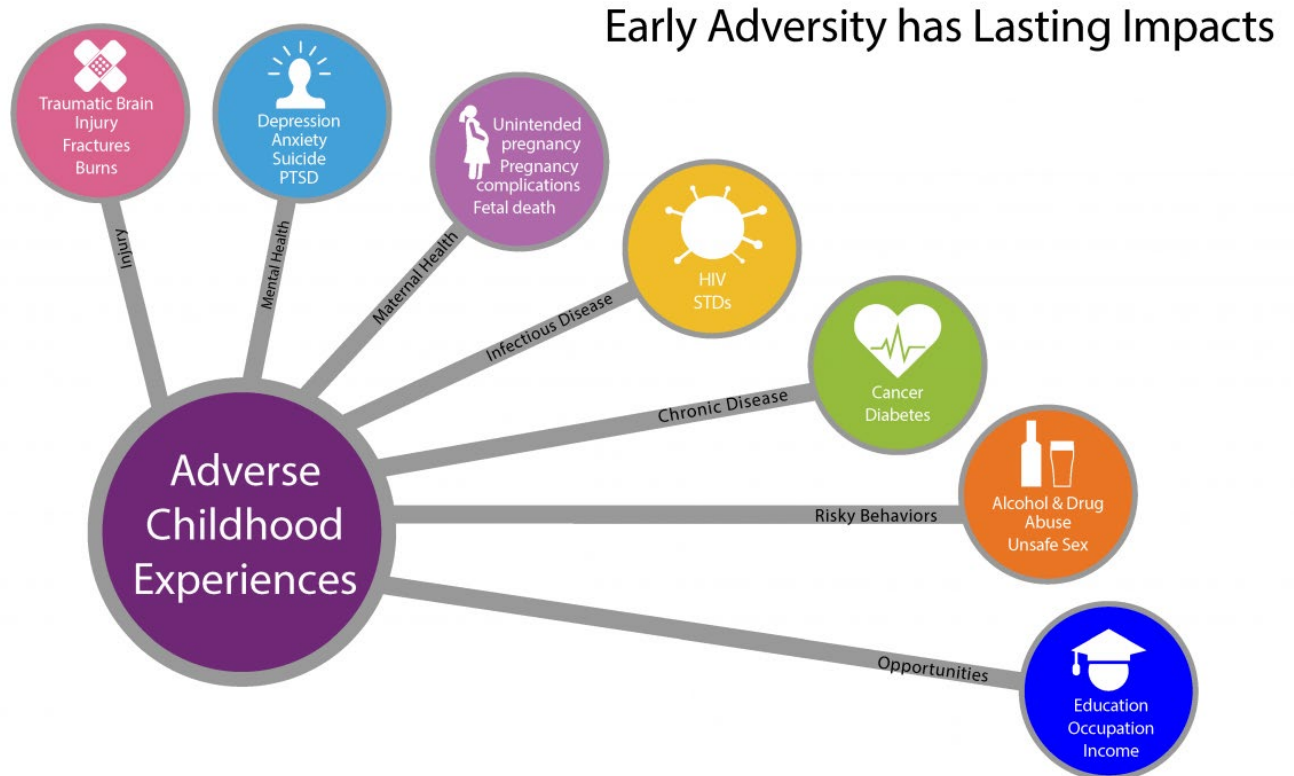 Early Adversity has Lasting Impacts
Traumatic Brain
Injury
Fractures
Burns
Injury
Depression
Anxiety
Suicide
PTSD
Mental Health
Unintended
pregnancy
Pregnancy
complications
Fetal death
Maternal Health
HIV
STDs
Infectious Disease
Cancer
Diabetes
Chronic Disease
Alcohol & Drug
Abuse
Unsafe Sex
Risky Behaviors
Education
Occupation
Income
Opportunities
Adverse
Childhood
Experiences